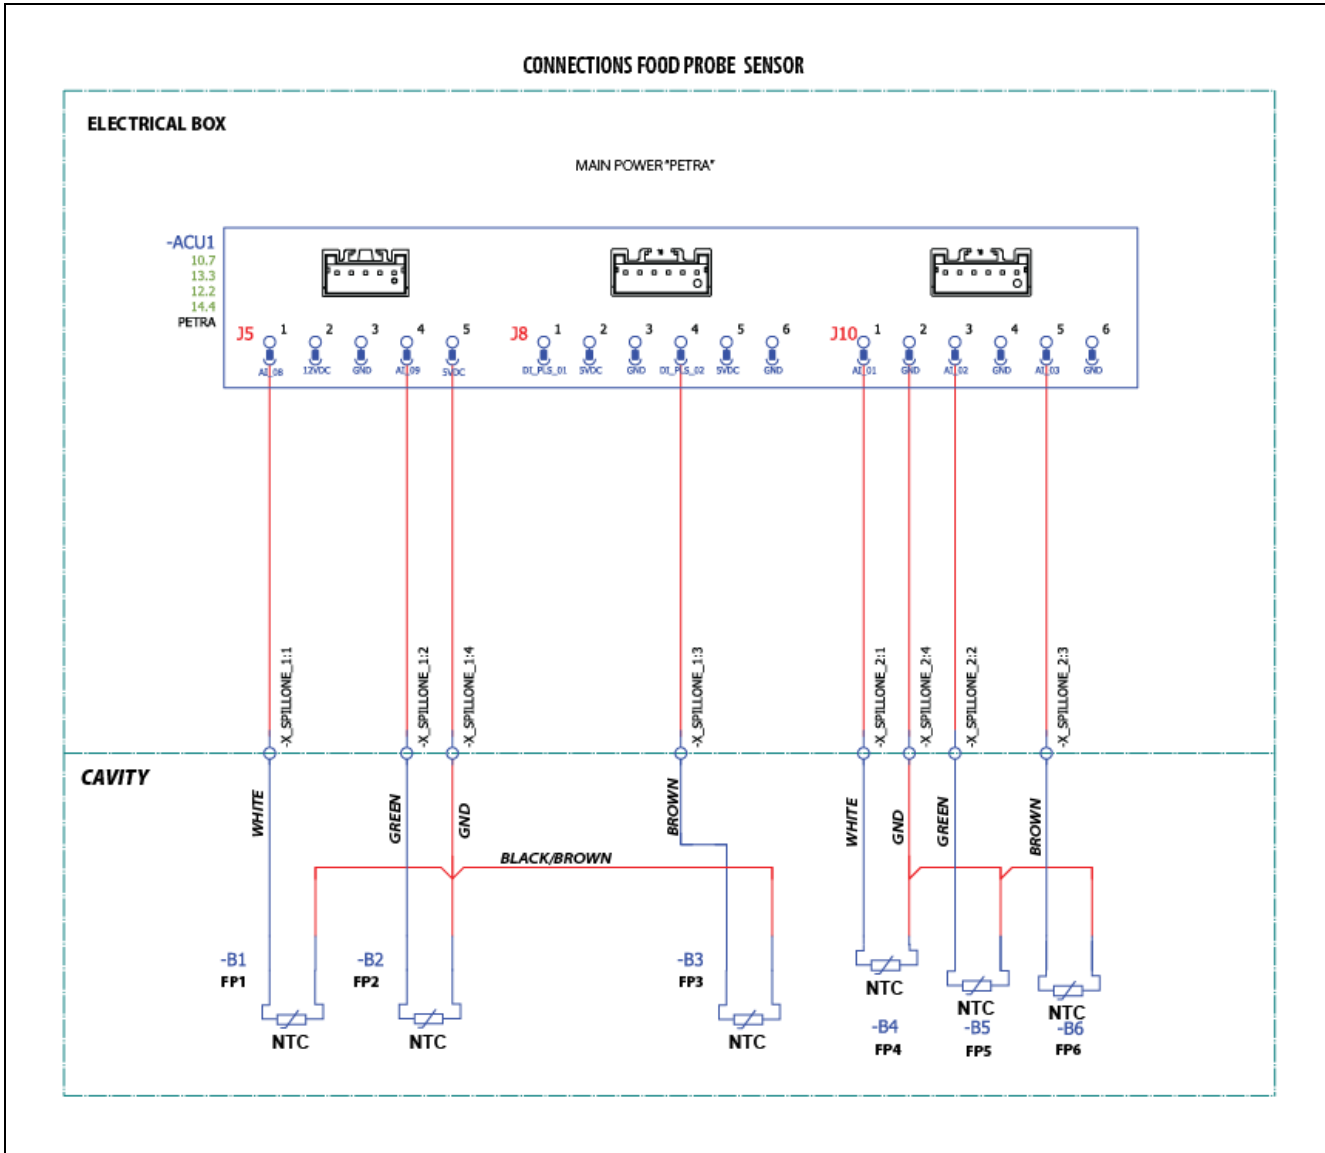 CONNECTIONS FOOD PROBE SENSOR
ELECTRICAL BOX
MAIN POWER "PETRA"
-ACU1
10.7
13.3
12.2
14.4
PETRA
J5 1 2 3 4 5 J8 1 2 3 4 5 6 J10 1 2 3 4 5 6
AI_08 12VDC GND AI_09 5VDC DI_PLS_01 5VDC GND DI_PLS_02 5VDC GND AI_01 GND AI_02 GND AI_03 GND
-X_SPILLONE_1:1
-X_SPILLONE_1:2
-X_SPILLONE_1:4
-X_SPILLONE_1:3
-X_SPILLONE_2:1
-X_SPILLONE_2:4
-X_SPILLONE_2:2
-X_SPILLONE_2:3
CAVITY
WHITE
GREEN
GND
BROWN
WHITE
GND
GREEN
BROWN
BLACK/BROWN
-B1
FP1
NTC
-B2
FP2
NTC
-B3
FP3
NTC
NTC
-B4
FP4
NTC
-B5
FP5
NTC
-B6
FP6